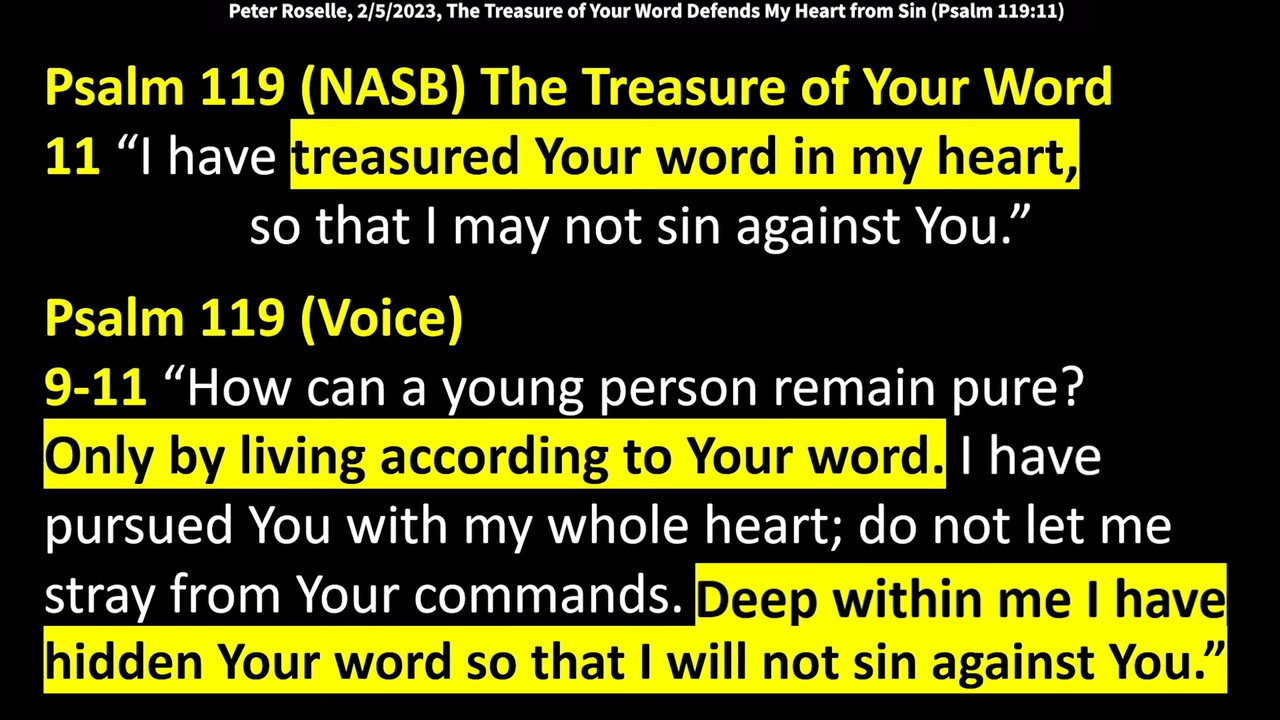 Peter Roselle, 2/5/2023, The Treasure of Your Word Defends My Heart from Sin (Psalm 119:11)
Psalm 119 (NASB) The Treasure of Your Word
11 “I have treasured Your word in my heart,
so that I may not sin against You.”
Psalm 119 (Voice)
9-11 “How can a young person remain pure?
Only by living according to Your word. I have
pursued You with my whole heart; do not let me
stray from Your commands. Deep within me I have
hidden Your word so that I will not sin against You.”